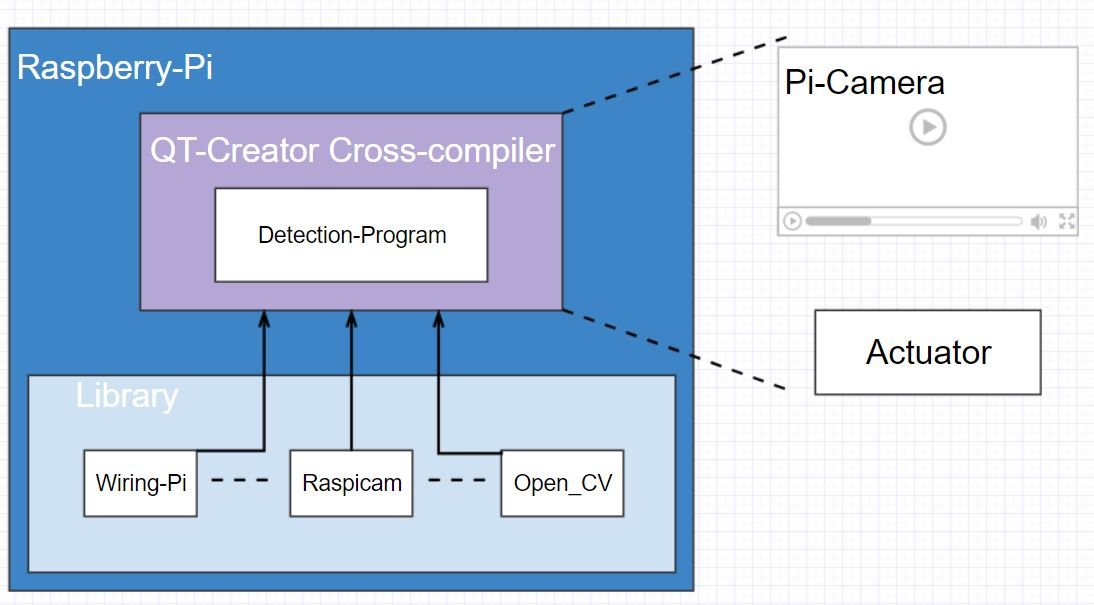 Raspberry-Pi
QT-Creator Cross-compiler
Detection-Program
Library
Wiring-Pi
Raspicam
Open_CV
Pi-Camera
Actuator